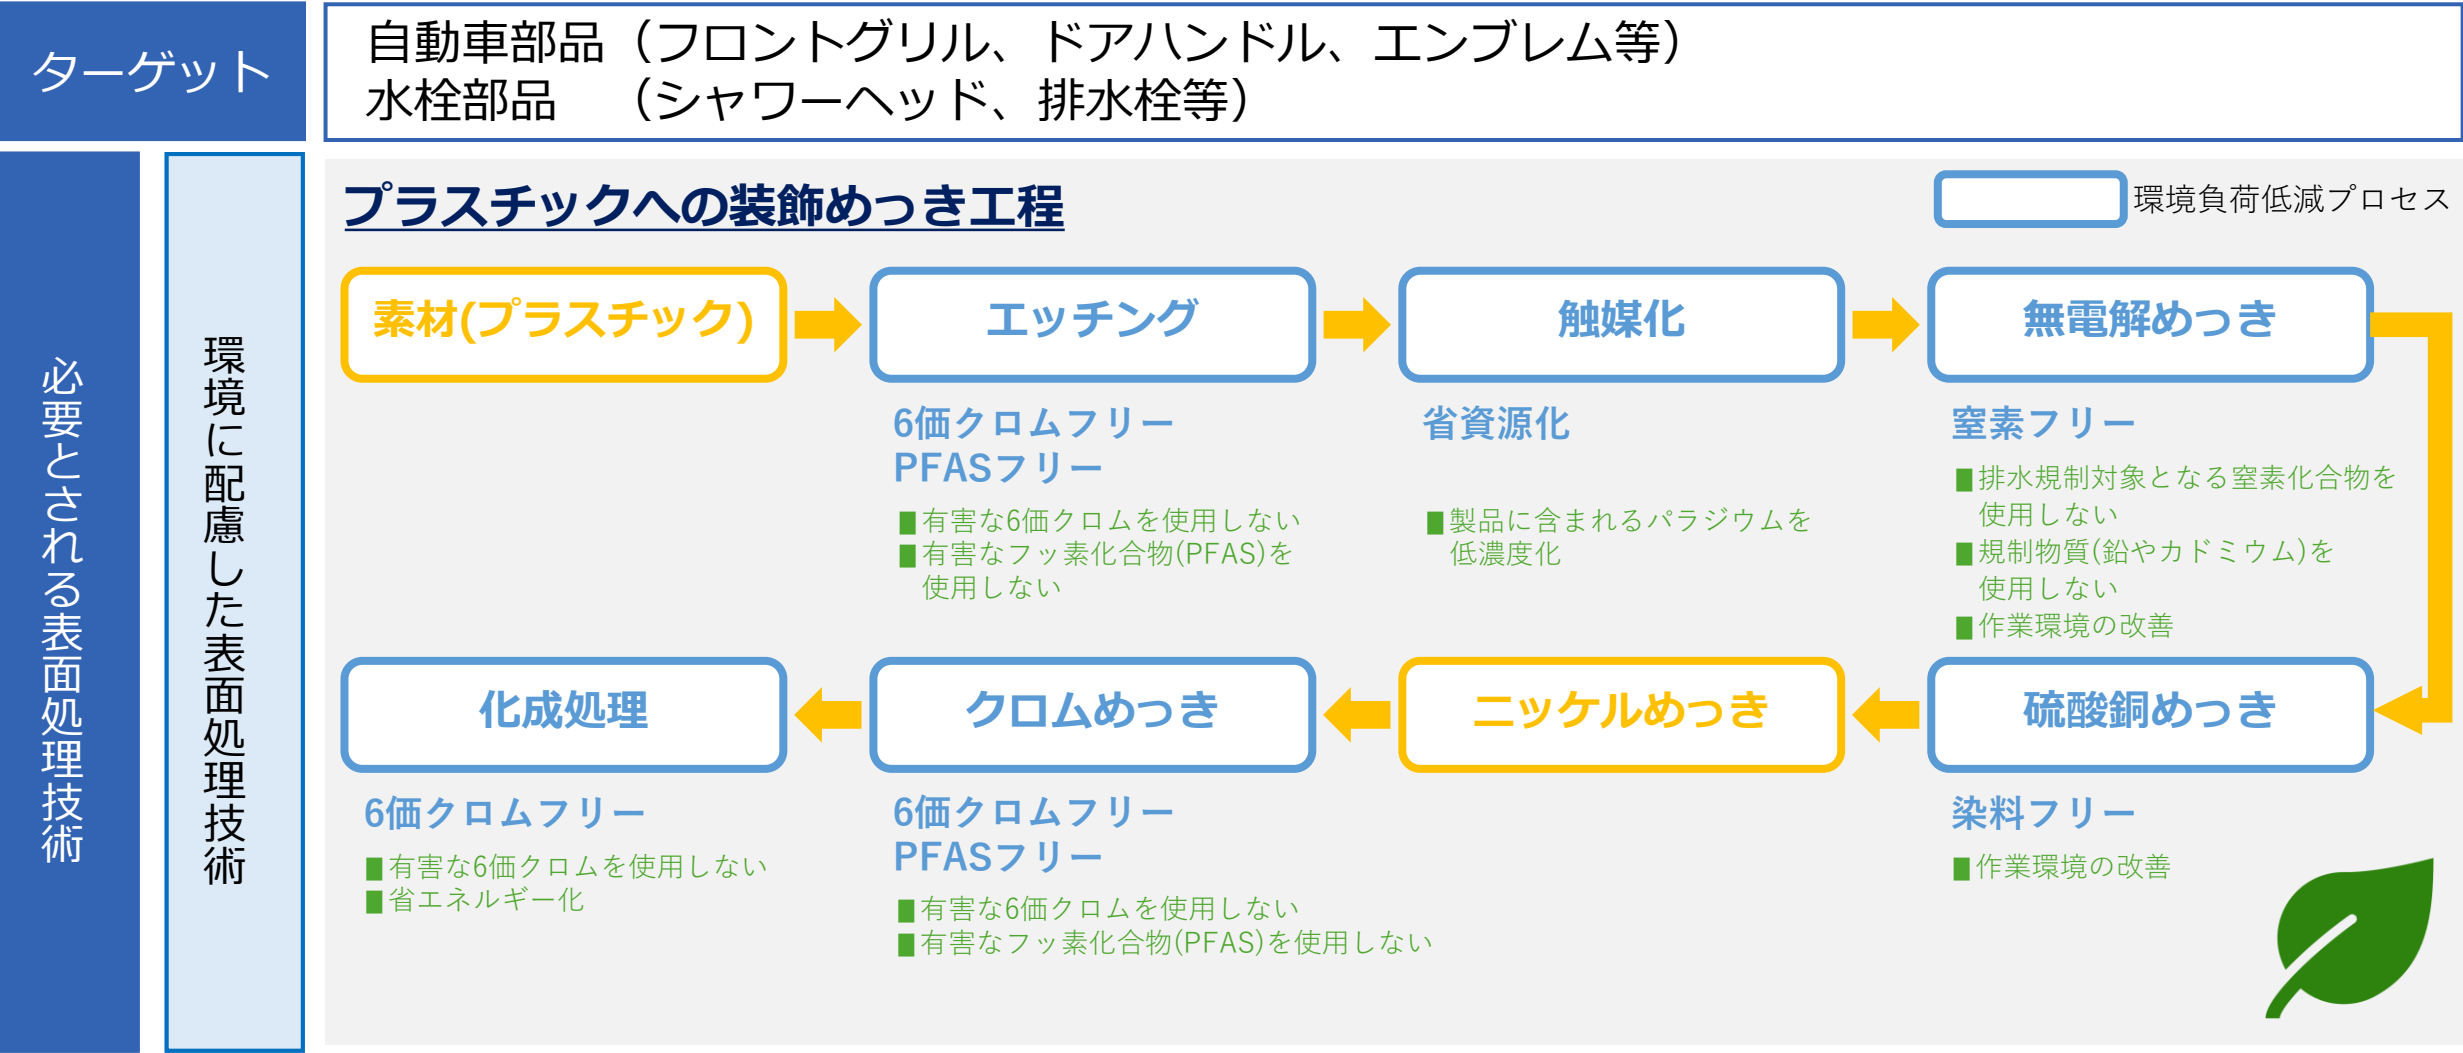 ターゲット
自動車部品（フロントグリル、ドアハンドル、エンブレム等）
水栓部品　（シャワーヘッド、排水栓等）
必要とされる表面処理技術
環境に配慮した表面処理技術
プラスチックへの装飾めっき工程
環境負荷低減プロセス
素材(プラスチック)
エッチング
6価クロムフリー
PFASフリー
■有害な6価クロムを使用しない
■有害なフッ素化合物(PFAS)を
使用しない
触媒化
省資源化
■製品に含まれるパラジウムを
低濃度化
無電解めっき
窒素フリー
■排水規制対象となる窒素化合物を
使用しない
■規制物質(鉛やカドミウム)を
使用しない
■作業環境の改善
硫酸銅めっき
染料フリー
■作業環境の改善
ニッケルめっき
クロムめっき
6価クロムフリー
PFASフリー
■有害な6価クロムを使用しない
■有害なフッ素化合物(PFAS)を使用しない
化成処理
6価クロムフリー
■有害な6価クロムを使用しない
■省エネルギー化